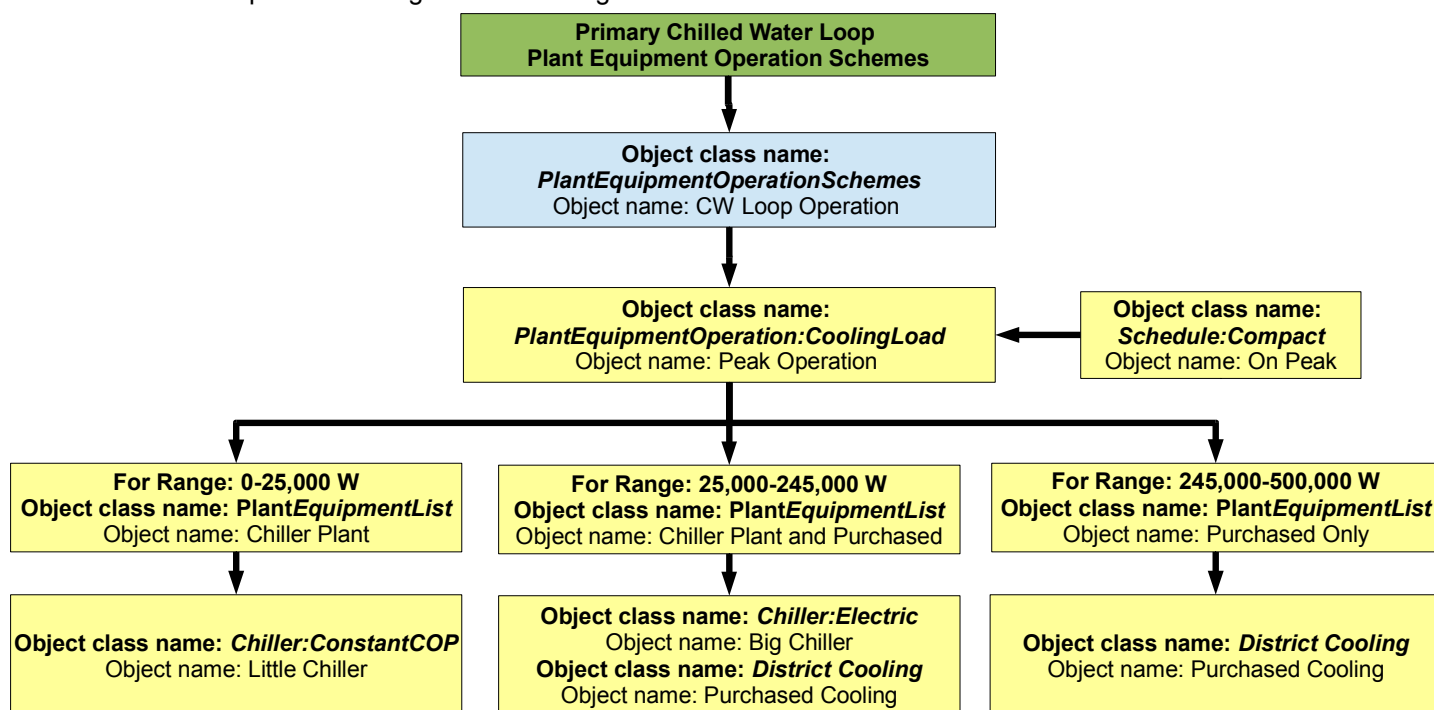 Primary Chilled Water Loop
Plant Equipment Operation Schemes
Object class name:
PlantEquipmentOperationSchemes
Object name: CW Loop Operation
Object class name:
PlantEquipmentOperation:CoolingLoad
Object name: Peak Operation
Object class name:
Schedule:Compact
Object name: On Peak
For Range: 0-25,000 W
Object class name: PlantEquipmentList
Object name: Chiller Plant
For Range: 25,000-245,000 W
Object class name: PlantEquipmentList
Object name: Chiller Plant and Purchased
For Range: 245,000-500,000 W
Object class name: PlantEquipmentList
Object name: Purchased Only
Object class name: Chiller:ConstantCOP
Object name: Little Chiller
Object class name: Chiller:Electric
Object name: Big Chiller
Object class name: District Cooling
Object name: Purchased Cooling
Object class name: District Cooling
Object name: Purchased Cooling